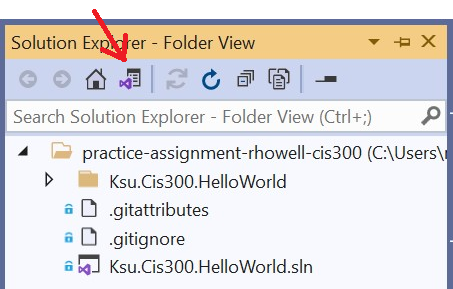 Solution Explorer - Folder View
Search Solution Explorer - Folder View (Ctrl+;)
practice-assignment-rhowell-cis300 (C:\Users\
Ksu.Cis300.HelloWorld
.gitattributes
.gitignore
Ksu.Cis300.HelloWorld.sln